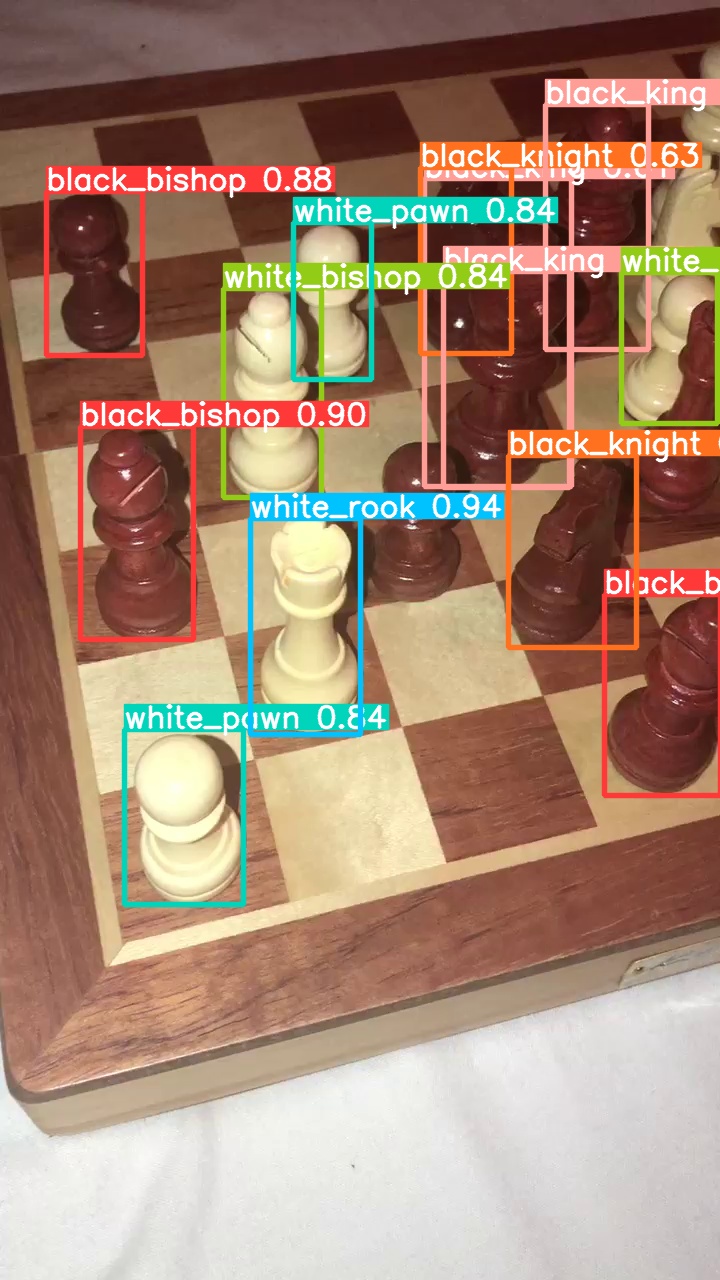 black_king
black_knight 0.63
black_bishop 0.88
white_pawn 0.84
black_king
white_
white_bishop 0.84
black_bishop 0.90
black_knight
white_rook 0.94
black_b
white_pawn 0.84